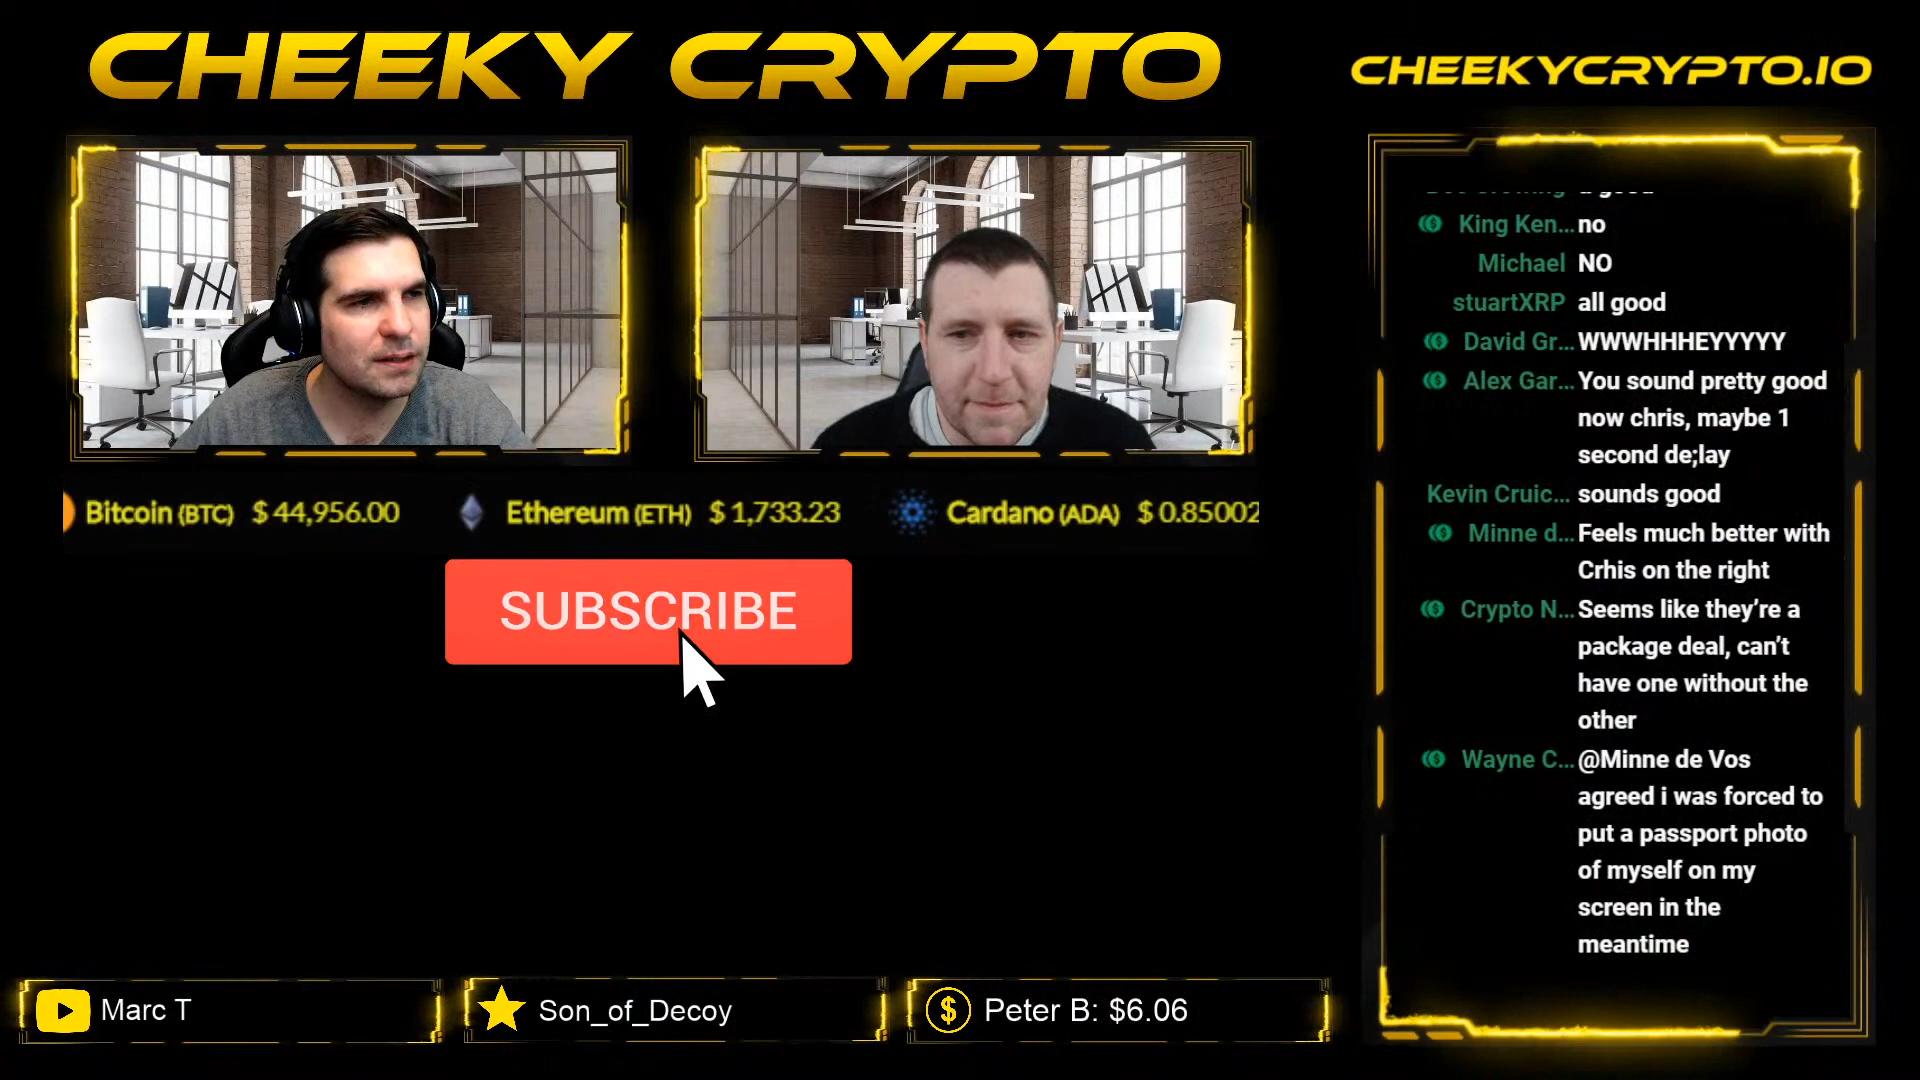 CHEEKY CRYPTO
CHEEKYCRYPTO.IO
Bitcoin (BTC) $ 44,956.00 Ethereum (ETH) $ 1,733.23 Cardano (ADA) $ 0.85002
SUBSCRIBE
King Ken... no
Michael NO
stuartXRP all good
David Gr... WWWHHHEYYYYY
Alex Gar... You sound pretty good
now chris, maybe 1
second de;lay
Kevin Cruic... sounds good
Minne d... Feels much better with
Crhis on the right
Crypto N... Seems like they're a
package deal, can't
have one without the
other
Wayne C... @Minne de Vos
agreed i was forced to
put a passport photo
of myself on my
screen in the
meantime
Marc T
Son_of_Decoy
Peter B: $6.06